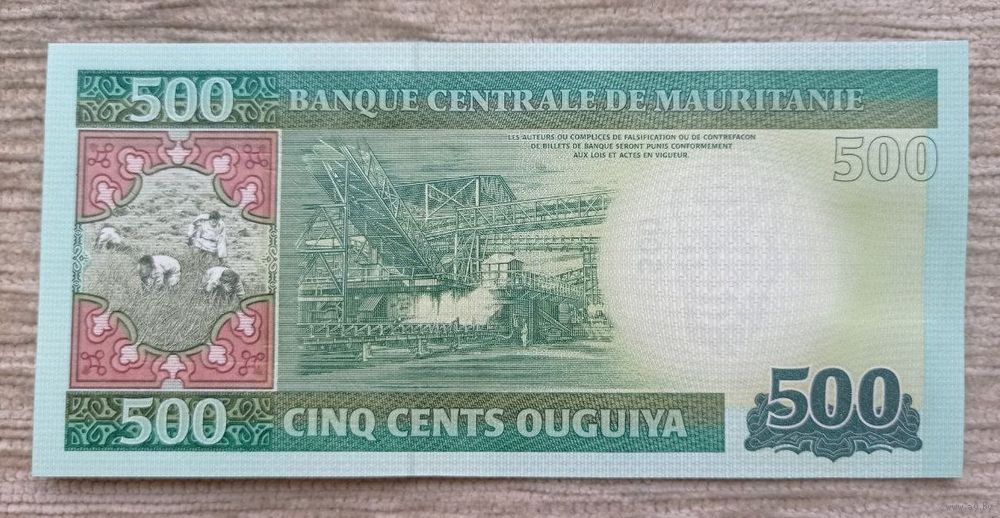 500
BANQUE CENTRALE DE MAURITANIE
LES AUTEURS OU COMPLICES DE FALSIFICATION OU DE CONTREFACON
DE BILLETS DE BANQUE SERONT PUNIS CONFORMEMENT
AUX LOIS ET ACTES EN VIGUEUR.
500
500
CINQ CENTS OUGUIYA
500